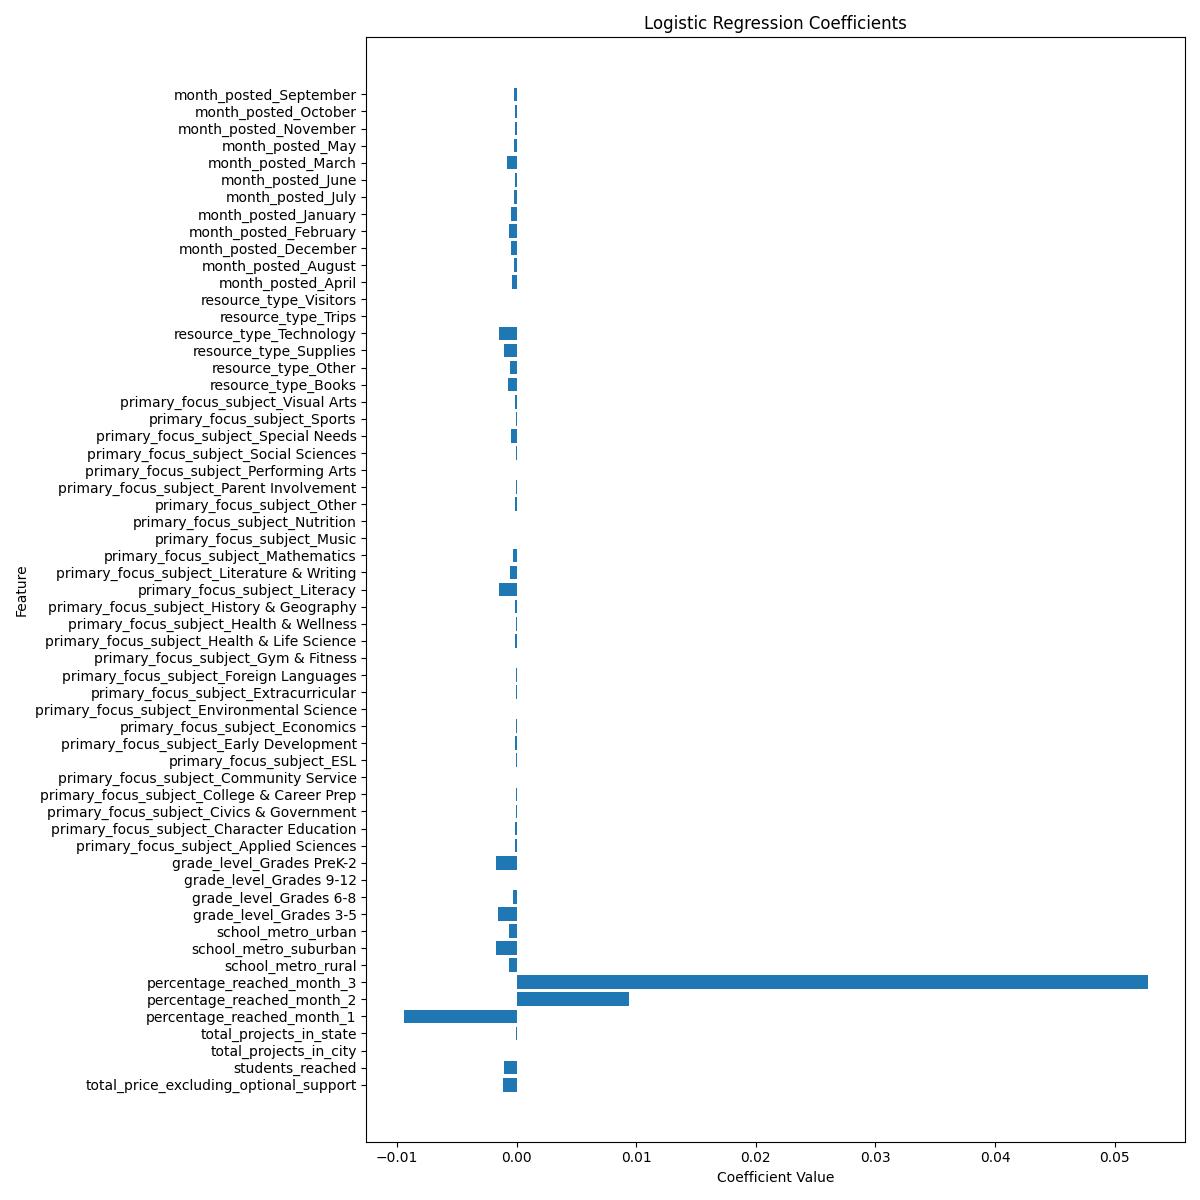 Logistic Regression Coefficients
month_posted_September
month_posted_October
month_posted_November
month_posted_May
month_posted_March
month_posted_June
month_posted_July
month_posted_January
month_posted_February
month_posted_December
month_posted_August
month_posted_April
resource_type_Visitors
resource_type_Trips
resource_type_Technology
resource_type_Supplies
resource_type_Other
resource_type_Books
primary_focus_subject_Visual Arts
primary_focus_subject_Sports
primary_focus_subject_Special Needs
primary_focus_subject_Social Sciences
primary_focus_subject_Performing Arts
primary_focus_subject_Parent Involvement
primary_focus_subject_Other
primary_focus_subject_Nutrition
primary_focus_subject_Music
primary_focus_subject_Mathematics
primary_focus_subject_Literature & Writing
primary_focus_subject_Literacy
primary_focus_subject_History & Geography
primary_focus_subject_Health & Wellness
primary_focus_subject_Health & Life Science
primary_focus_subject_Gym & Fitness
primary_focus_subject_Foreign Languages
primary_focus_subject_Extracurricular
primary_focus_subject_Environmental Science
primary_focus_subject_Economics
primary_focus_subject_Early Development
primary_focus_subject_ESL
primary_focus_subject_Community Service
primary_focus_subject_College & Career Prep
primary_focus_subject_Civics & Government
primary_focus_subject_Character Education
primary_focus_subject_Applied Sciences
grade_level_Grades PreK-2
grade_level_Grades 9-12
grade_level_Grades 6-8
grade_level_Grades 3-5
school_metro_urban
school_metro_suburban
school_metro_rural
percentage_reached_month_3
percentage_reached_month_2
percentage_reached_month_1
total_projects_in_state
total_projects_in_city
students_reached
total_price_excluding_optional_support
Feature
−0.01 0.00 0.01 0.02 0.03 0.04 0.05
Coefficient Value